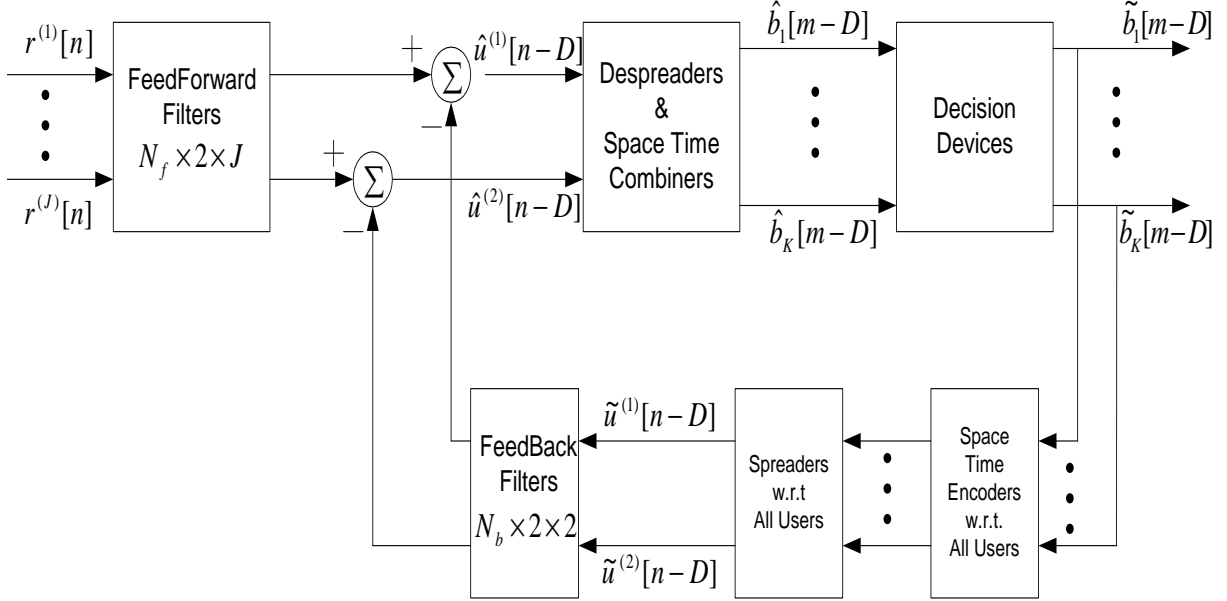 r^{(1)}[n]
r^{(J)}[n]
FeedForward
Filters
N_f × 2 × J
+
Σ
−
+
Σ
−
û^{(1)}[n−D]
û^{(2)}[n−D]
Despreaders
&
Space Time
Combiners
b̂_1[m−D]
b̂_K[m−D]
Decision
Devices
b̃_1[m−D]
b̃_K[m−D]
FeedBack
Filters
N_b × 2 × 2
ũ^{(1)}[n−D]
ũ^{(2)}[n−D]
Spreaders
w.r.t
All Users
Space
Time
Encoders
w.r.t.
All Users